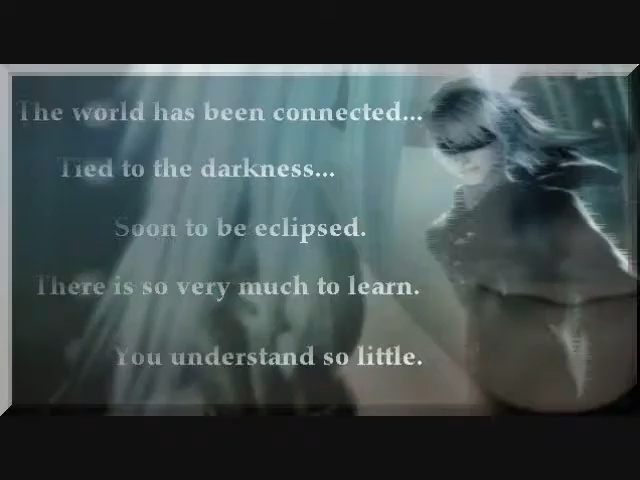 The world has been connected...
Tied to the darkness...
Soon to be eclipsed.
There is so very much to learn.
You understand so little.